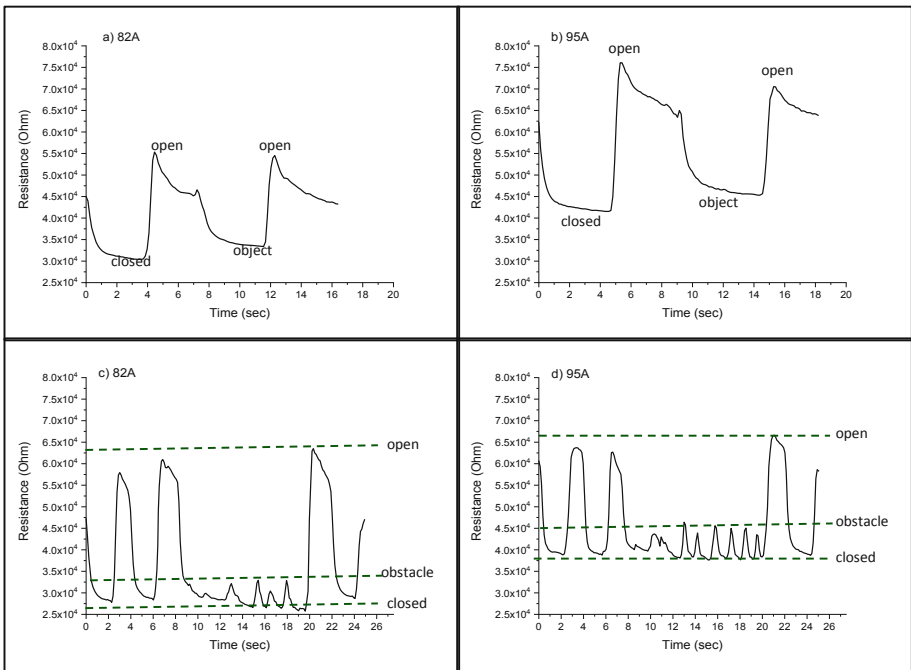 a) 82A
open
open
closed
object
8.0x10⁴
7.5x10⁴
7.0x10⁴
6.5x10⁴
6.0x10⁴
5.5x10⁴
5.0x10⁴
4.5x10⁴
4.0x10⁴
3.5x10⁴
3.0x10⁴
2.5x10⁴
Resistance (Ohm)
0 2 4 6 8 10 12 14 16 18 20
Time (sec)
b) 95A
open
open
closed
object
8.0x10⁴
7.5x10⁴
7.0x10⁴
6.5x10⁴
6.0x10⁴
5.5x10⁴
5.0x10⁴
4.5x10⁴
4.0x10⁴
3.5x10⁴
3.0x10⁴
2.5x10⁴
Resistance (Ohm)
0 2 4 6 8 10 12 14 16 18 20
Time (sec)
c) 82A
open
obstacle
closed
8.0x10⁴
7.5x10⁴
7.0x10⁴
6.5x10⁴
6.0x10⁴
5.5x10⁴
5.0x10⁴
4.5x10⁴
4.0x10⁴
3.5x10⁴
3.0x10⁴
2.5x10⁴
Resistance (Ohm)
0 2 4 6 8 10 12 14 16 18 20 22 24 26
Time (sec)
d) 95A
open
obstacle
closed
8.0x10⁴
7.5x10⁴
7.0x10⁴
6.5x10⁴
6.0x10⁴
5.5x10⁴
5.0x10⁴
4.5x10⁴
4.0x10⁴
3.5x10⁴
3.0x10⁴
2.5x10⁴
Resistance (Ohm)
0 2 4 6 8 10 12 14 16 18 20 22 24 26
Time (sec)